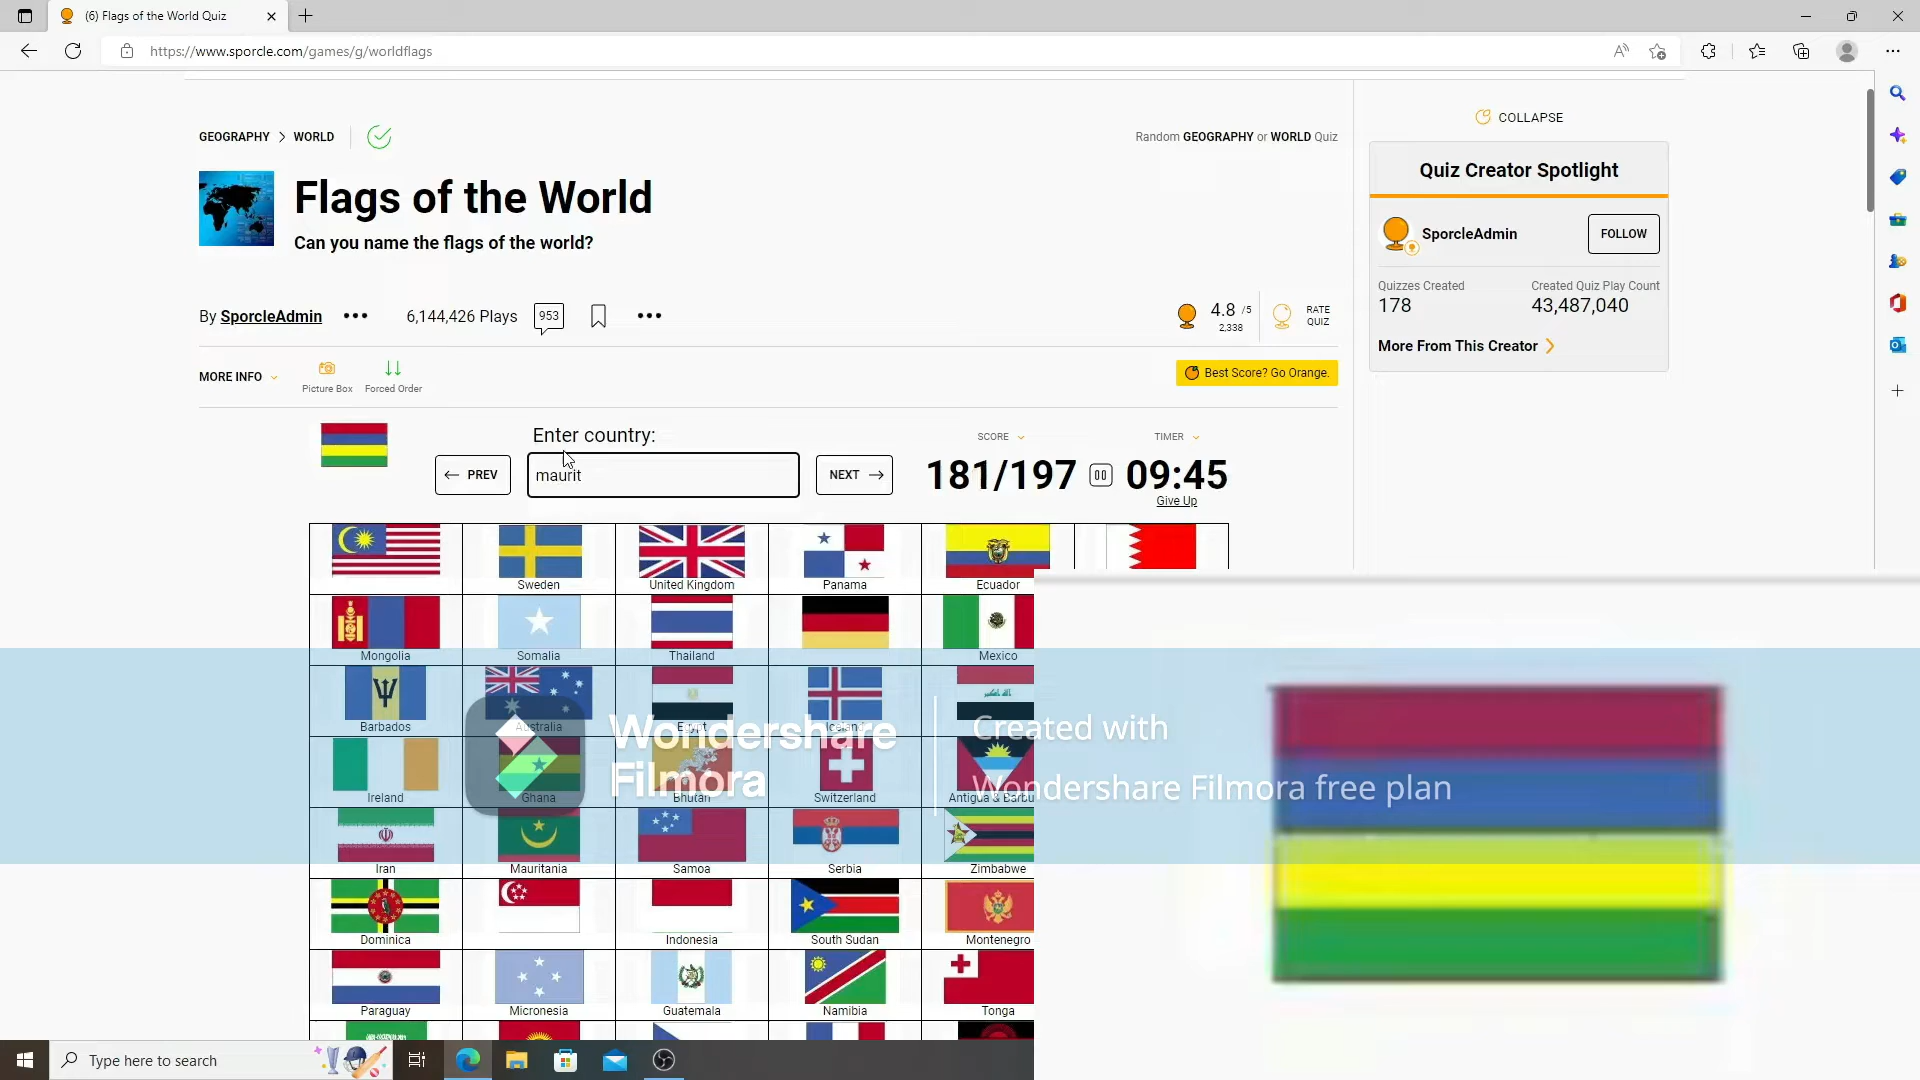 (6) Flags of the World Quiz
https://www.sporcle.com/games/g/worldflags
GEOGRAPHY > WORLD
Random GEOGRAPHY or WORLD Quiz
COLLAPSE
Flags of the World
Can you name the flags of the world?
Quiz Creator Spotlight
SporcleAdmin
FOLLOW
Quizzes Created
Created Quiz Play Count
178
43,487,040
More From This Creator
By SporcleAdmin
6,144,426 Plays
953
4.8 /5
2,338
RATE QUIZ
MORE INFO
Picture Box
Forced Order
Best Score? Go Orange.
Enter country:
SCORE
TIMER
PREV
maurit
NEXT
181/197
09:45
Give Up
Sweden
United Kingdom
Panama
Ecuador
Mongolia
Somalia
Thailand
Mexico
Barbados
Australia
Egypt
Iceland
Ireland
Ghana
Bhutan
Switzerland
Antigua & Barbu
Wondershare
Filmora
Created with
Wondershare Filmora free plan
Iran
Mauritania
Samoa
Serbia
Zimbabwe
Dominica
Indonesia
South Sudan
Montenegro
Paraguay
Micronesia
Guatemala
Namibia
Tonga
Type here to search